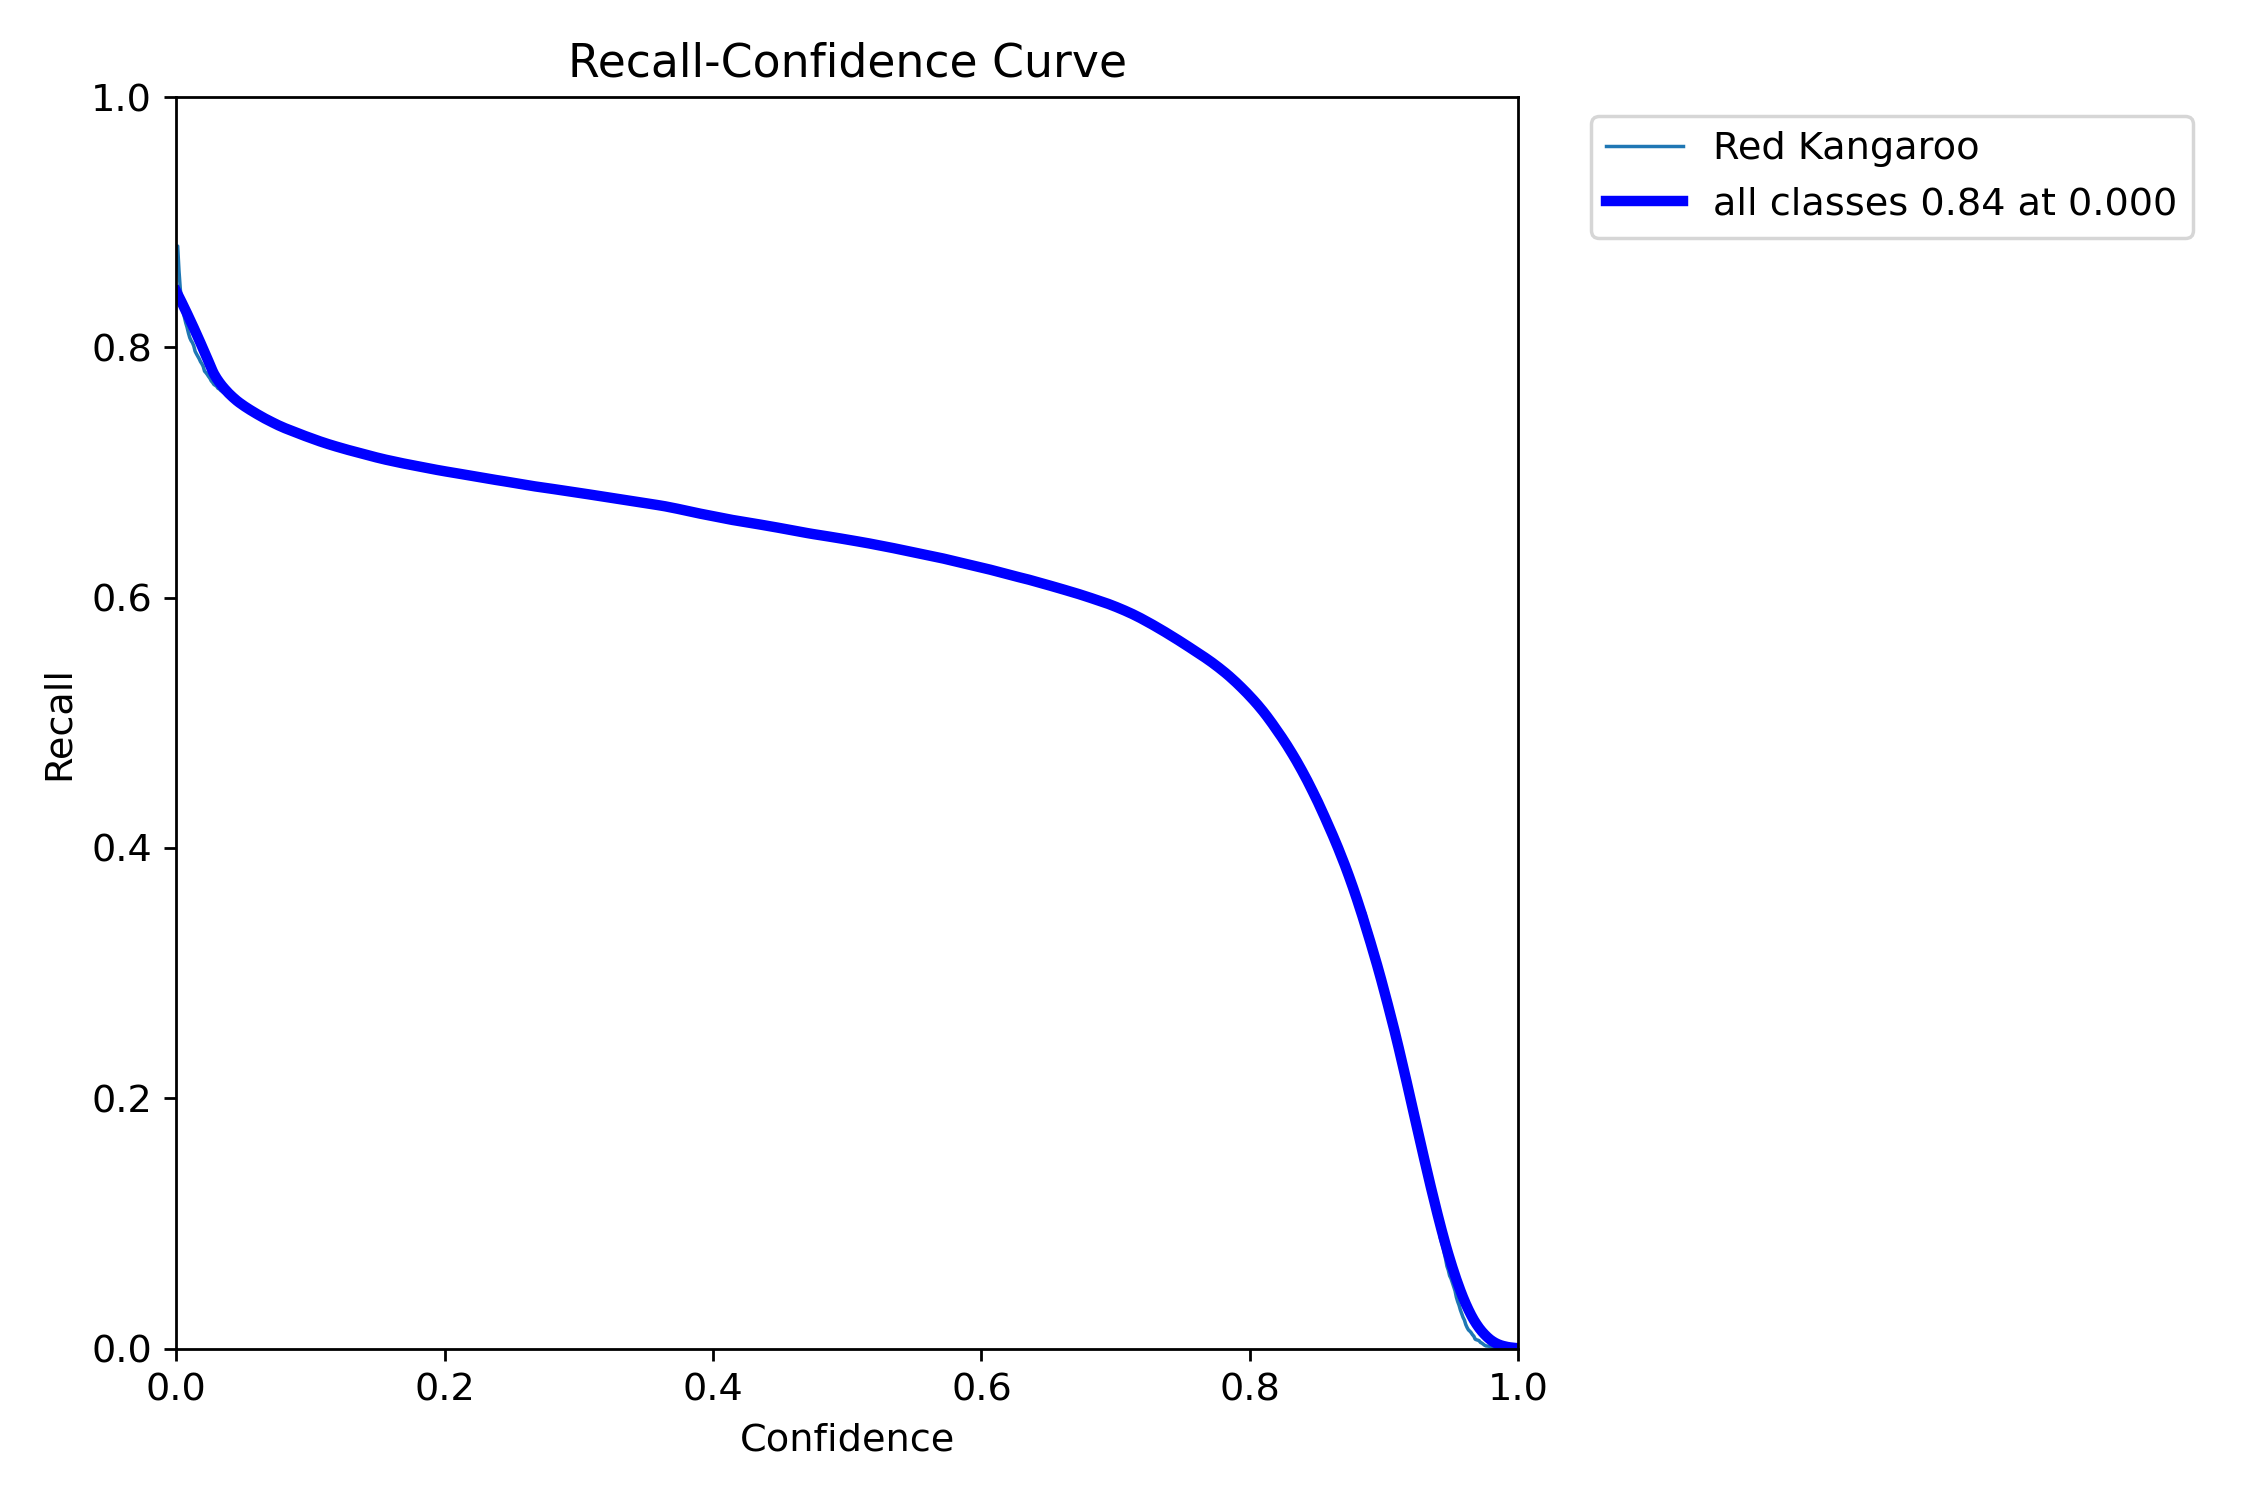 Recall-Confidence Curve
1.0
0.8
0.6
0.4
0.2
0.0
Recall
0.0 0.2 0.4 0.6 0.8 1.0
Confidence
Red Kangaroo
all classes 0.84 at 0.000